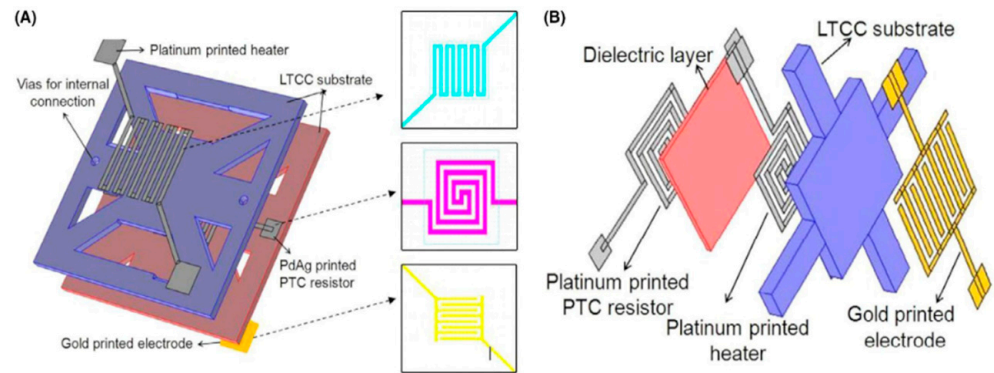 (A)
Platinum printed heater
Vias for internal
connection
LTCC substrate
PdAg printed
PTC resistor
Gold printed electrode
(B)
LTCC substrate
Dielectric layer
Platinum printed
PTC resistor
Platinum printed
heater
Gold printed
electrode